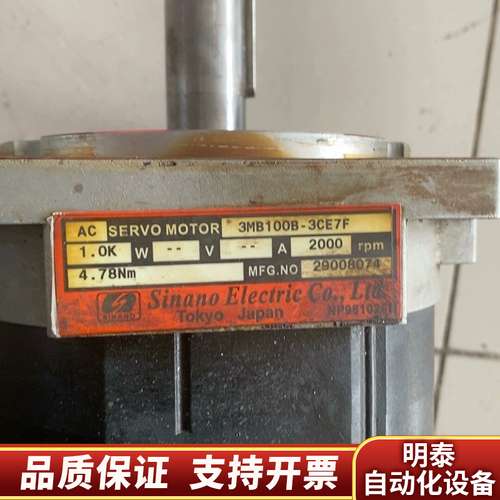 AC SERVO MOTOR 3MB100B-3CE7F
1.0K W -- V -- A 2000 rpm
4.78Nm MFG.NO 29008074
SINANO
Sinano Electric Co., Ltd.
Tokyo Japan
品质保证 支持开票
明泰
自动化设备